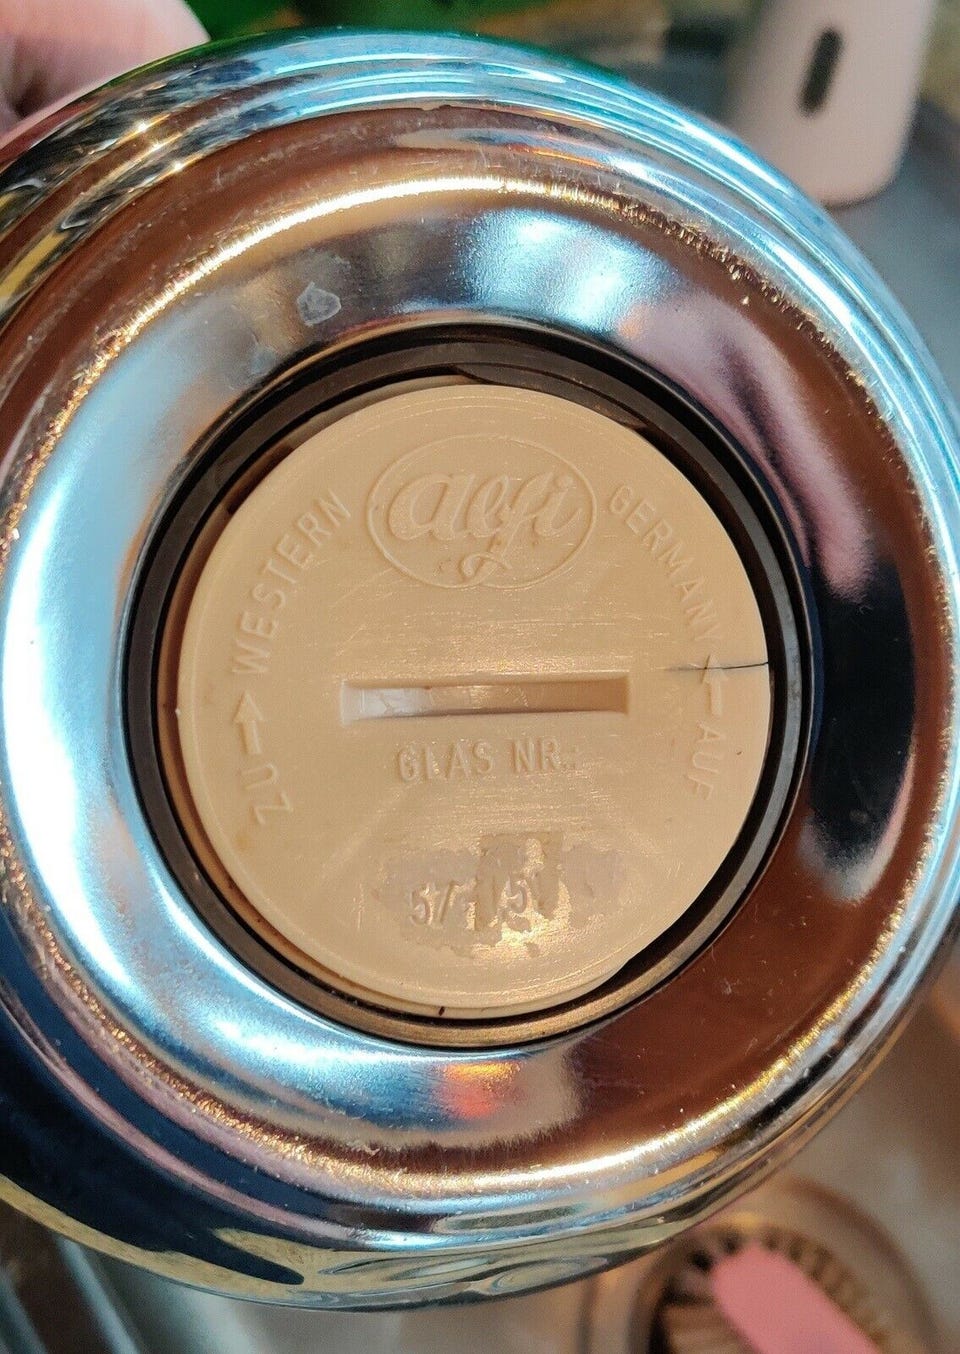 ZU → WESTERN
alfi
GERMANY ← AUF
GLAS NR.: